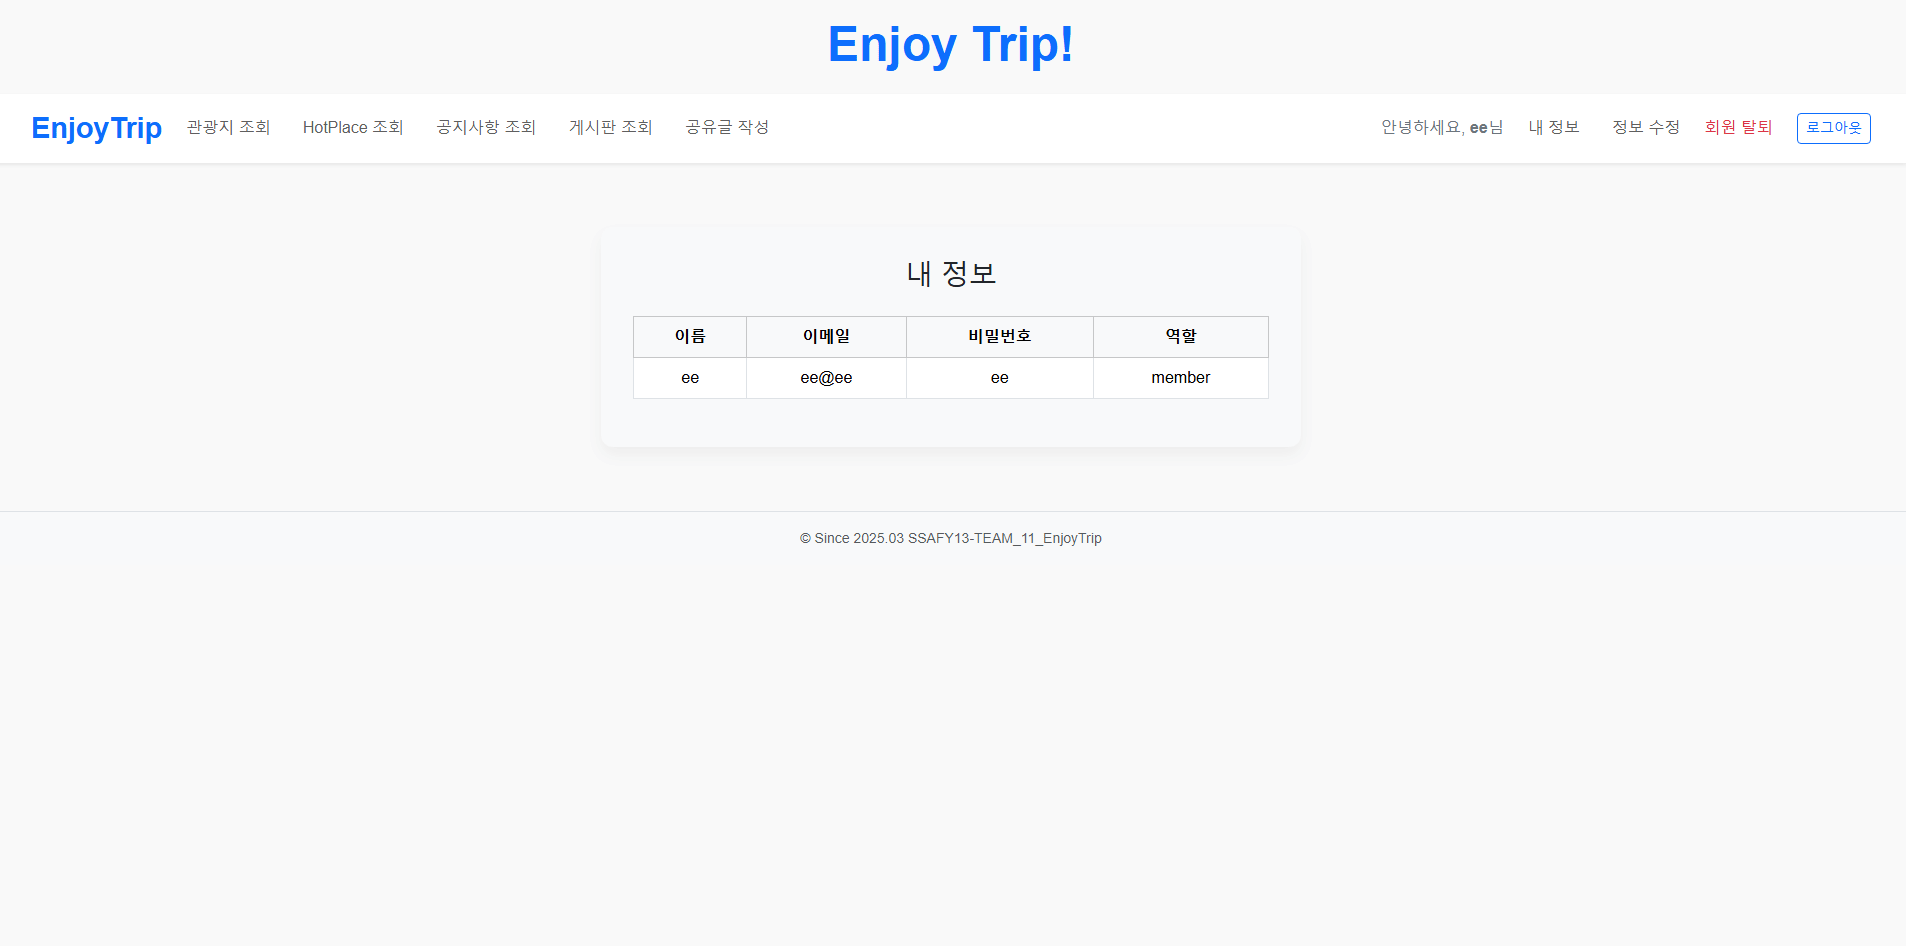 Enjoy Trip!
EnjoyTrip 관광지 조회 HotPlace 조회 공지사항 조회 게시판 조회 공유글 작성 안녕하세요, ee님 내 정보 정보 수정 회원 탈퇴 로그아웃
내 정보
이름 이메일 비밀번호 역할
ee ee@ee ee member
© Since 2025.03 SSAFY13-TEAM_11_EnjoyTrip